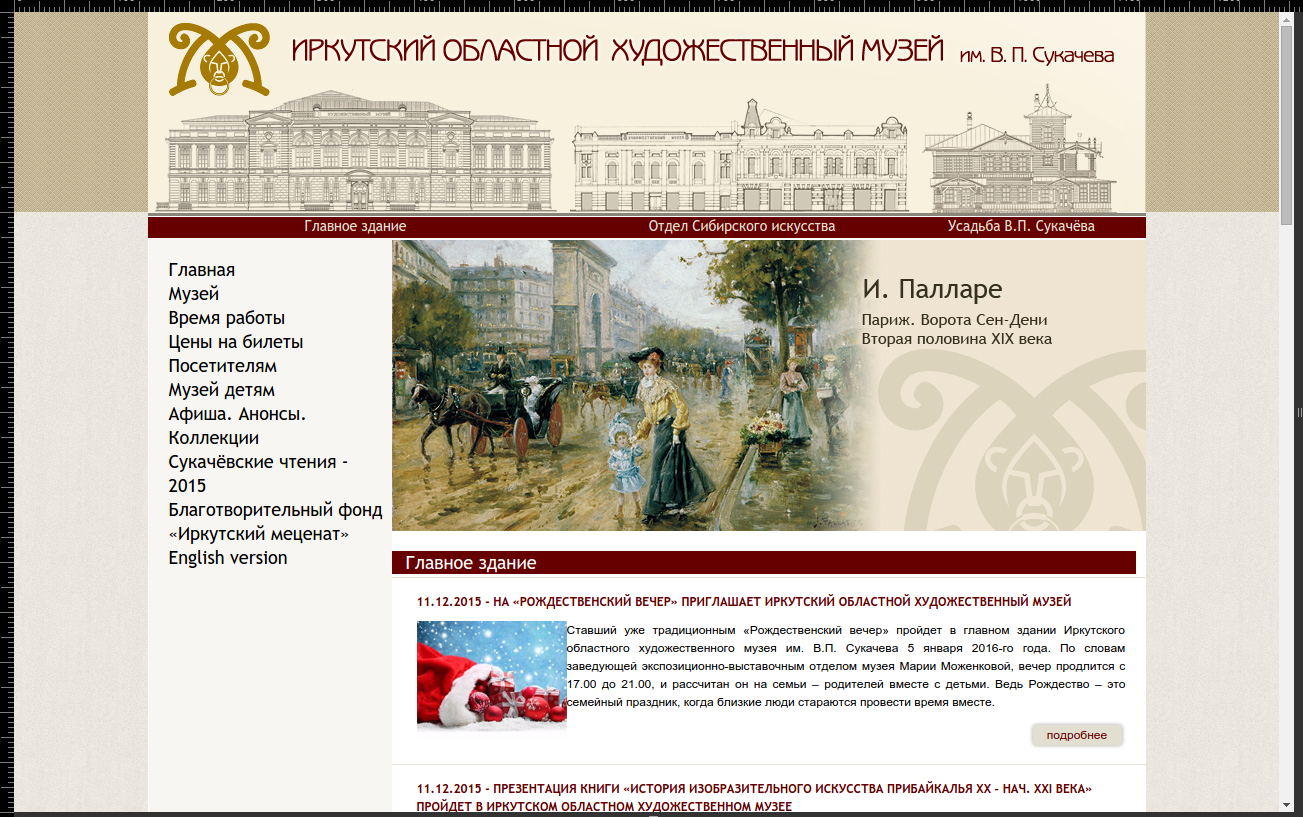 ИРКУТСКИЙ ОБЛАСТНОЙ ХУДОЖЕСТВЕННЫЙ МУЗЕЙ им. В. П. Сукачева
ХУДОЖЕСТВЕННЫЙ МУЗЕЙ
ХУДОЖЕСТВЕННЫЙ МУЗЕЙ
Главное здание
Отдел Сибирского искусства
Усадьба В.П. Сукачёва
Главная
Музей
Время работы
Цены на билеты
Посетителям
Музей детям
Афиша. Анонсы.
Коллекции
Сукачёвские чтения -
2015
Благотворительный фонд
«Иркутский меценат»
English version
И. Палларе
Париж. Ворота Сен-Дени
Вторая половина XIX века
Главное здание
11.12.2015 - НА «РОЖДЕСТВЕНСКИЙ ВЕЧЕР» ПРИГЛАШАЕТ ИРКУТСКИЙ ОБЛАСТНОЙ ХУДОЖЕСТВЕННЫЙ МУЗЕЙ
Ставший уже традиционным «Рождественский вечер» пройдет в главном здании Иркутского
областного художественного музея им. В.П. Сукачева 5 января 2016-го года. По словам
заведующей экспозиционно-выставочным отделом музея Марии Моженковой, вечер продлится с
17.00 до 21.00, и рассчитан он на семьи – родителей вместе с детьми. Ведь Рождество – это
семейный праздник, когда близкие люди стараются провести время вместе.
подробнее
11.12.2015 - ПРЕЗЕНТАЦИЯ КНИГИ «ИСТОРИЯ ИЗОБРАЗИТЕЛЬНОГО ИСКУССТВА ПРИБАЙКАЛЬЯ XX - НАЧ. XXI ВЕКА»
ПРОЙДЕТ В ИРКУТСКОМ ОБЛАСТНОМ ХУДОЖЕСТВЕННОМ МУЗЕЕ